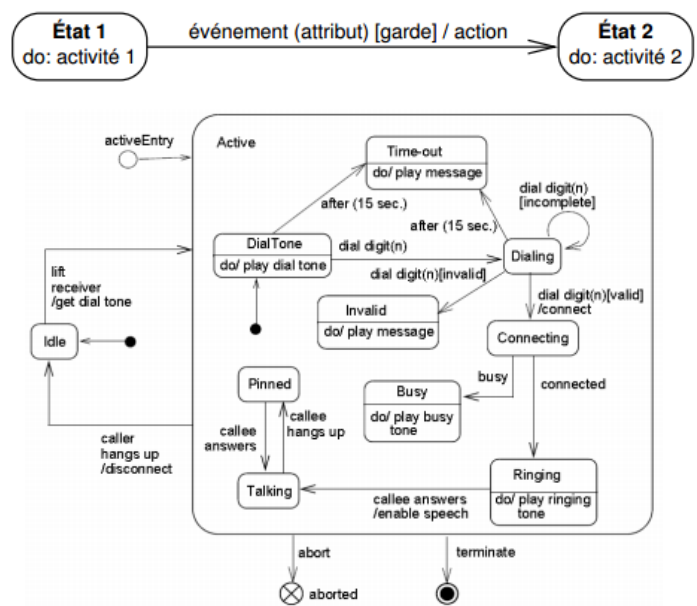 État 1
do: activité 1
événement (attribut) [garde] / action
État 2
do: activité 2
activeEntry
Active
Time-out
do/ play message
after (15 sec.)
after (15 sec.)
dial digit(n)
[incomplete]
DialTone
do/ play dial tone
dial digit(n)
Dialing
lift
receiver
/get dial tone
dial digit(n)[invalid]
Invalid
do/ play message
dial digit(n)[valid]
/connect
Idle
Connecting
Pinned
Busy
do/ play busy
tone
busy
connected
callee
answers
callee
hangs up
caller
hangs up
/disconnect
Talking
callee answers
/enable speech
Ringing
do/ play ringing
tone
abort
terminate
aborted